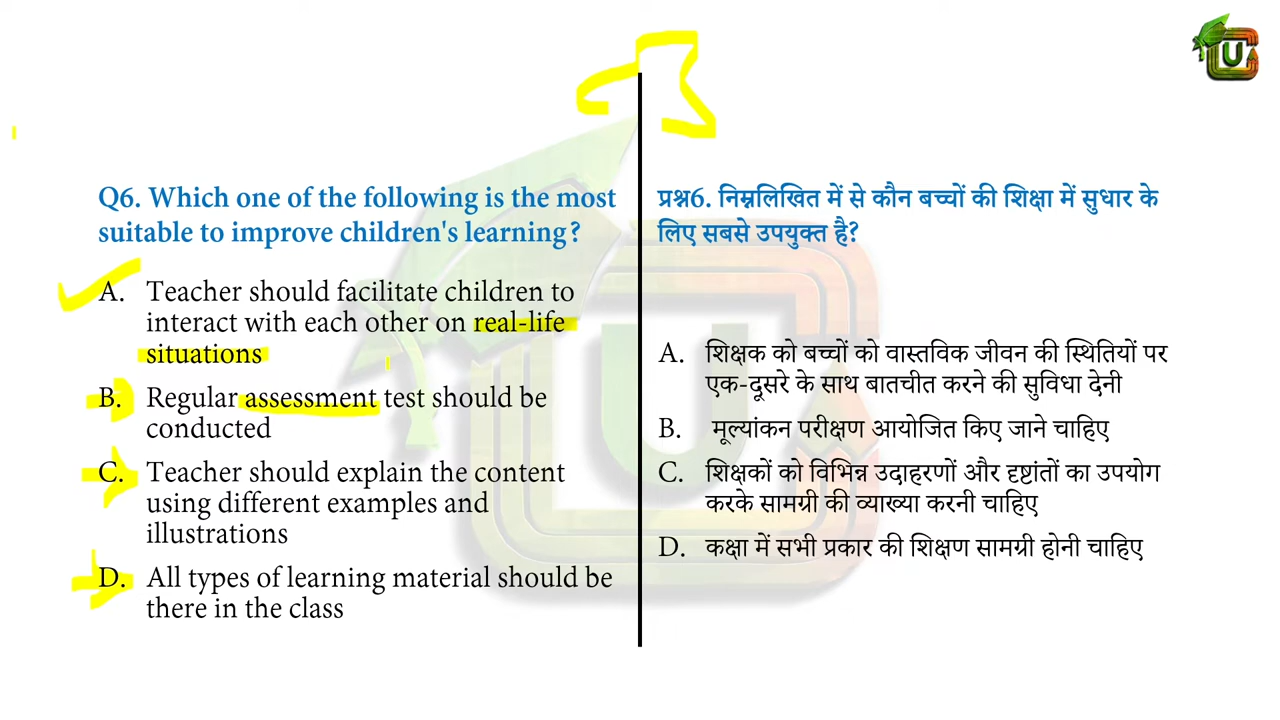 U
Q6. Which one of the following is the most
suitable to improve children's learning?
A. Teacher should facilitate children to
interact with each other on real-life
situations
B. Regular assessment test should be
conducted
C. Teacher should explain the content
using different examples and
illustrations
D. All types of learning material should be
there in the class
प्रश्न6. निम्नलिखित में से कौन बच्चों की शिक्षा में सुधार के
लिए सबसे उपयुक्त है?
A. शिक्षक को बच्चों को वास्तविक जीवन की स्थितियों पर
एक-दूसरे के साथ बातचीत करने की सुविधा देनी
B. मूल्यांकन परीक्षण आयोजित किए जाने चाहिए
C. शिक्षकों को विभिन्न उदाहरणों और दृष्टांतों का उपयोग
करके सामग्री की व्याख्या करनी चाहिए
D. कक्षा में सभी प्रकार की शिक्षण सामग्री होनी चाहिए